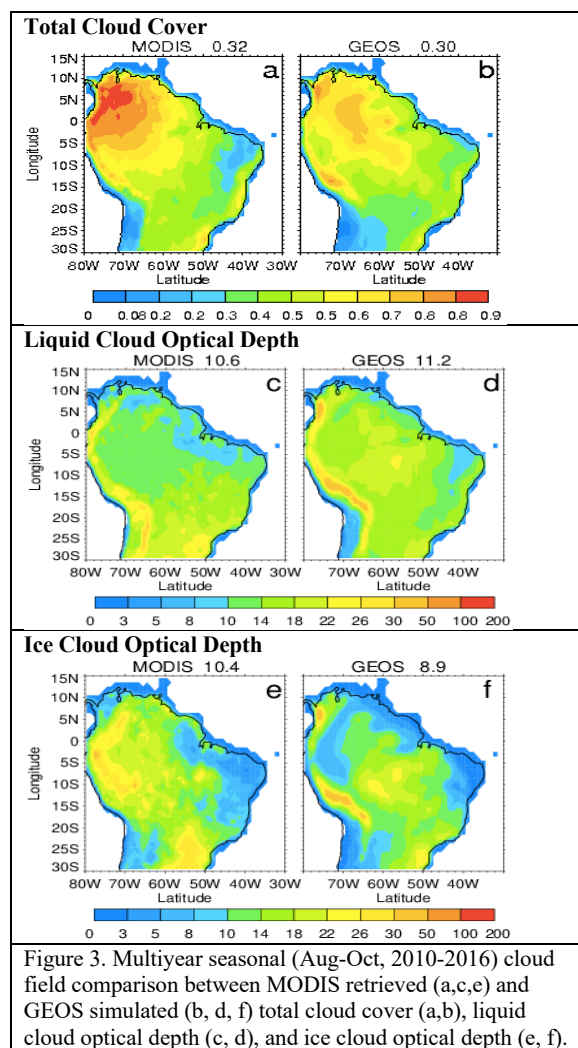 Total Cloud Cover
MODIS 0.32 GEOS 0.30
a b
15N
10N
5N
0
5S
10S
15S
20S
25S
30S
Longitude
80W 70W 60W 50W 40W 30W 70W 60W 50W 40W
Latitude Latitude
0 0.08 0.2 0.2 0.3 0.4 0.5 0.5 0.6 0.7 0.8 0.8 0.9
Liquid Cloud Optical Depth
MODIS 10.6 GEOS 11.2
c d
15N
10N
5N
0
5S
10S
15S
20S
25S
30S
Longitude
80W 70W 60W 50W 40W 30W 70W 60W 50W 40W 30W
Latitude Latitude
0 3 5 8 10 14 18 22 26 30 50 100 200
Ice Cloud Optical Depth
MODIS 10.4 GEOS 8.9
e f
15N
10N
5N
0
5S
10S
15S
20S
25S
30S
Longitude
80W 70W 60W 50W 40W 30W 70W 60W 50W 40W 30W
Latitude Latitude
0 3 5 8 10 14 18 22 26 30 50 100 200
Figure 3. Multiyear seasonal (Aug-Oct, 2010-2016) cloud
field comparison between MODIS retrieved (a,c,e) and
GEOS simulated (b, d, f) total cloud cover (a,b), liquid
cloud optical depth (c, d), and ice cloud optical depth (e, f).